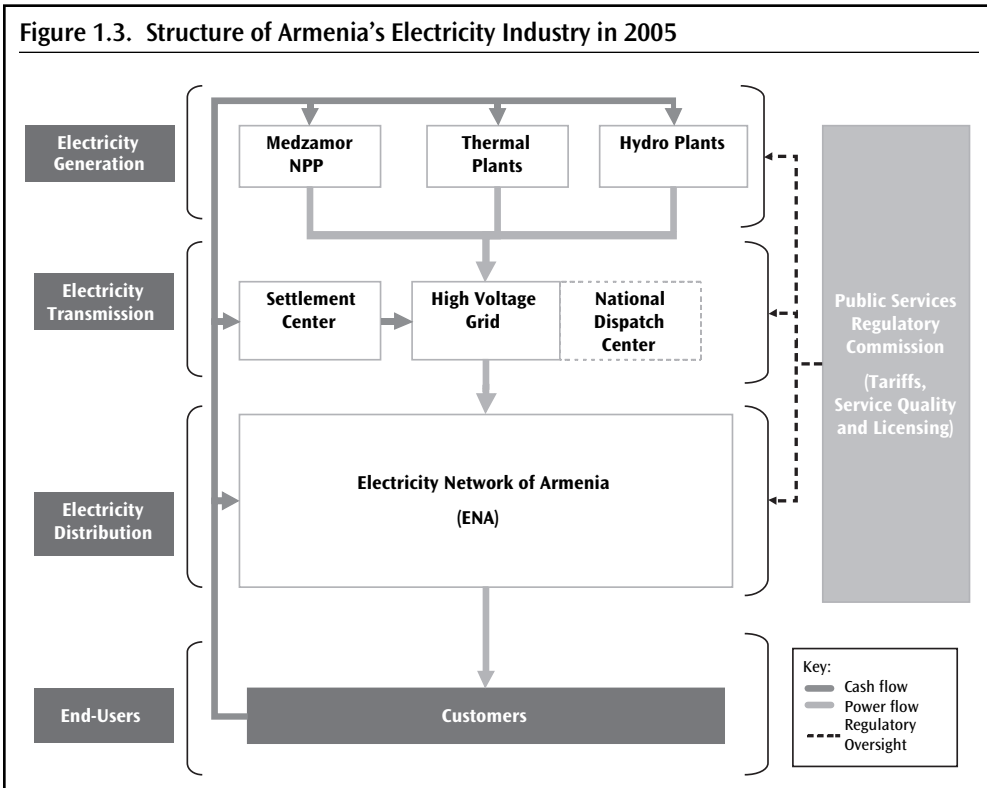 Figure 1.3. Structure of Armenia's Electricity Industry in 2005
Electricity
Generation
Medzamor
NPP
Thermal
Plants
Hydro Plants
Electricity
Transmission
Settlement
Center
High Voltage
Grid
National
Dispatch
Center
Public Services
Regulatory
Commission
(Tariffs,
Service Quality
and Licensing)
Electricity
Distribution
Electricity Network of Armenia
(ENA)
End-Users
Customers
Key:
Cash flow
Power flow
Regulatory
Oversight